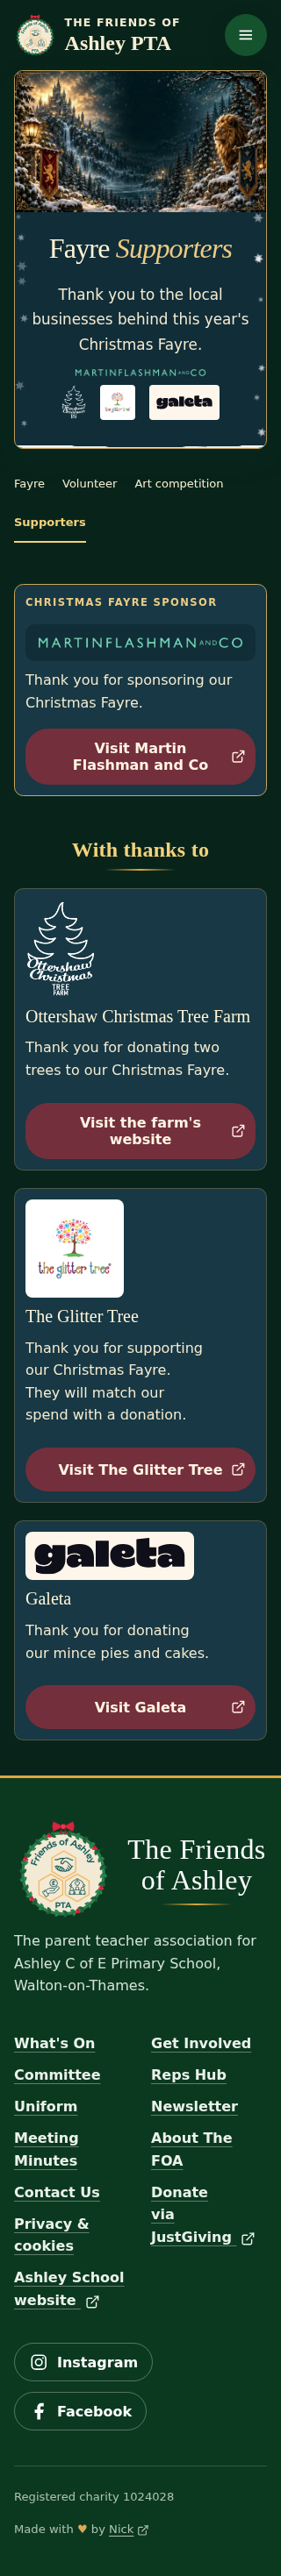 THE FRIENDS OF
Ashley PTA
Fayre Supporters
Thank you to the local
businesses behind this year's
Christmas Fayre.
MARTINFLASHMANANDCO
the glitter tree
galeta
Fayre Volunteer Art competition
Supporters
CHRISTMAS FAYRE SPONSOR
MARTINFLASHMANANDCO
Thank you for sponsoring our
Christmas Fayre.
Visit Martin
Flashman and Co
With thanks to
Ottershaw
Christmas
TREE
FARM
Ottershaw Christmas Tree Farm
Thank you for donating two
trees to our Christmas Fayre.
Visit the farm's
website
the glitter tree
The Glitter Tree
Thank you for supporting
our Christmas Fayre.
They will match our
spend with a donation.
Visit The Glitter Tree
galeta
Galeta
Thank you for donating
our mince pies and cakes.
Visit Galeta
Friends of Ashley
PTA
The Friends
of Ashley
The parent teacher association for
Ashley C of E Primary School,
Walton-on-Thames.
What's On
Committee
Uniform
Meeting
Minutes
Contact Us
Privacy &
cookies
Ashley School
website
Get Involved
Reps Hub
Newsletter
About The
FOA
Donate
via
JustGiving
Instagram
Facebook
Registered charity 1024028
Made with ♥ by Nick